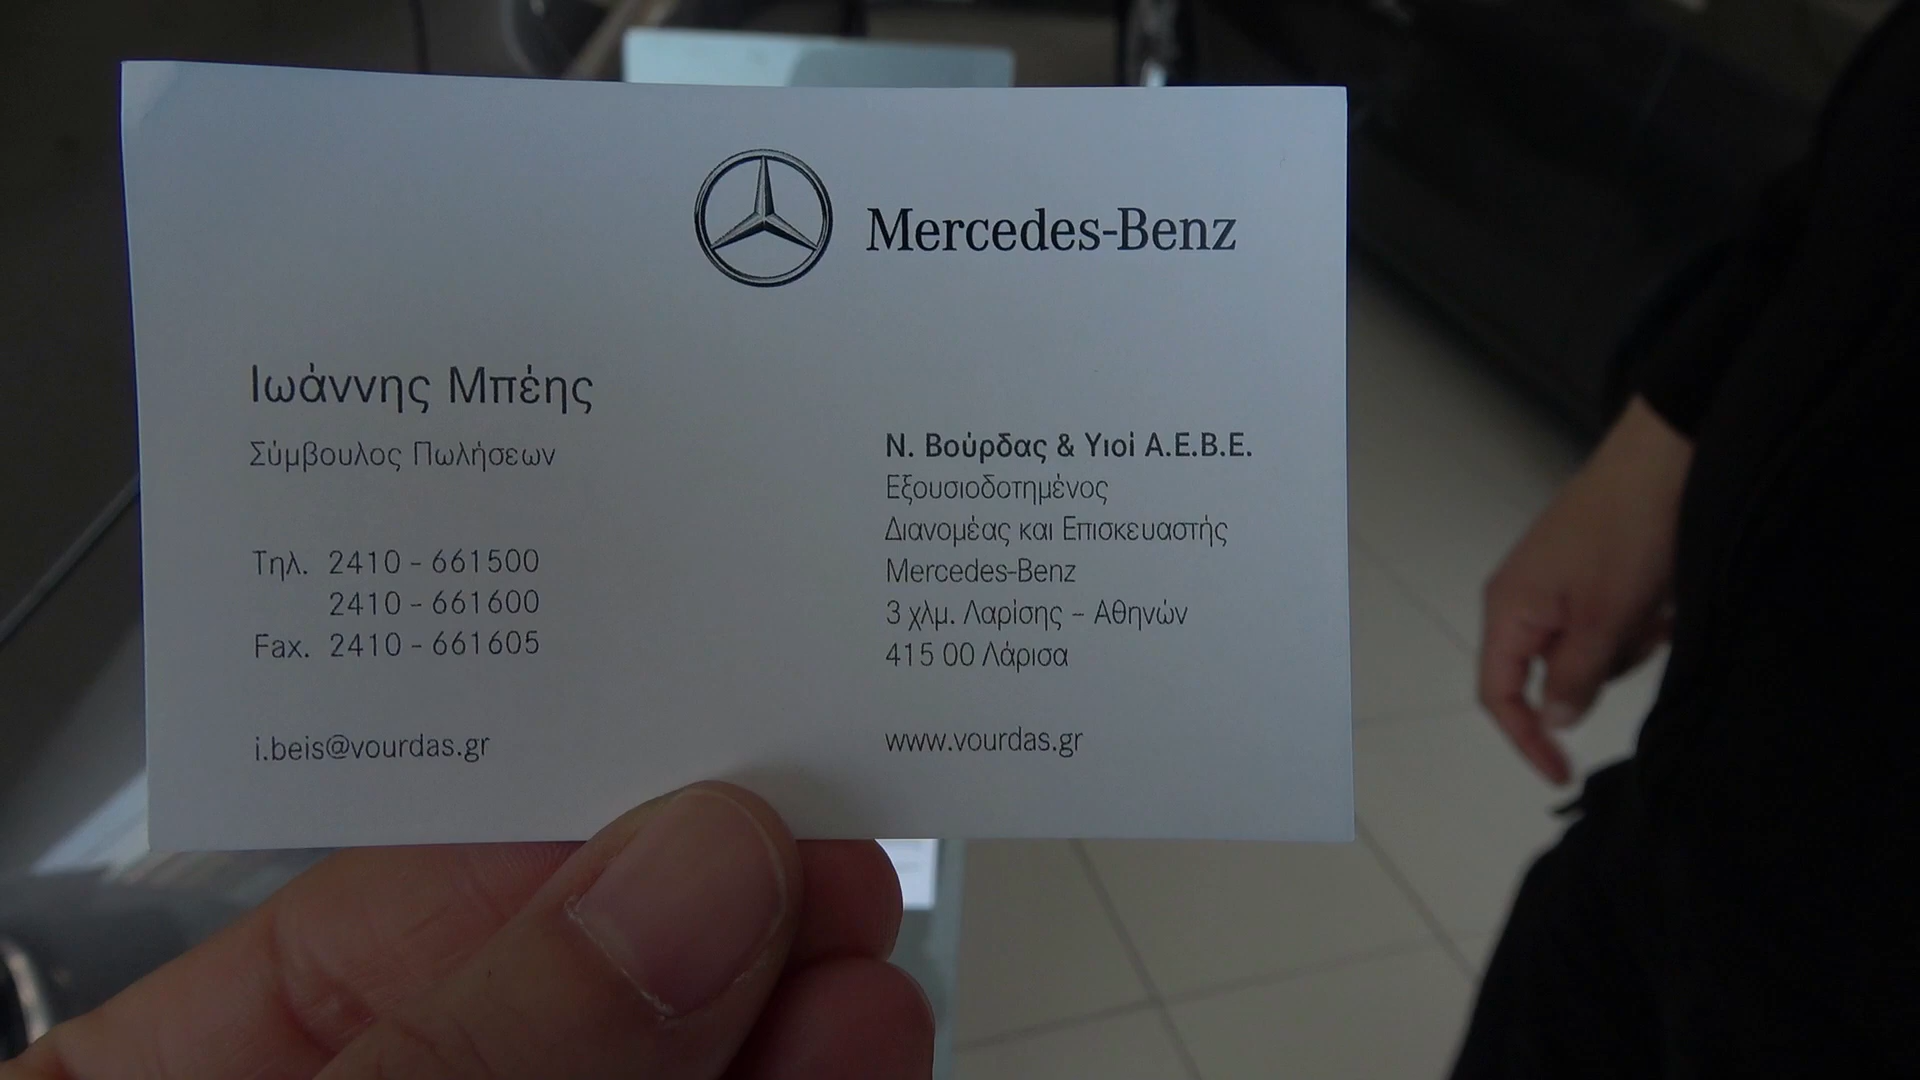 Mercedes-Benz
Ιωάννης Μπέης
Σύμβουλος Πωλήσεων
Τηλ. 2410 - 661500
2410 - 661600
Fax. 2410 - 661605
i.beis@vourdas.gr
Ν. Βούρδας & Υιοί Α.Ε.Β.Ε.
Εξουσιοδοτημένος
Διανομέας και Επισκευαστής
Mercedes-Benz
3 χλμ. Λαρίσης – Αθηνών
415 00 Λάρισα
www.vourdas.gr